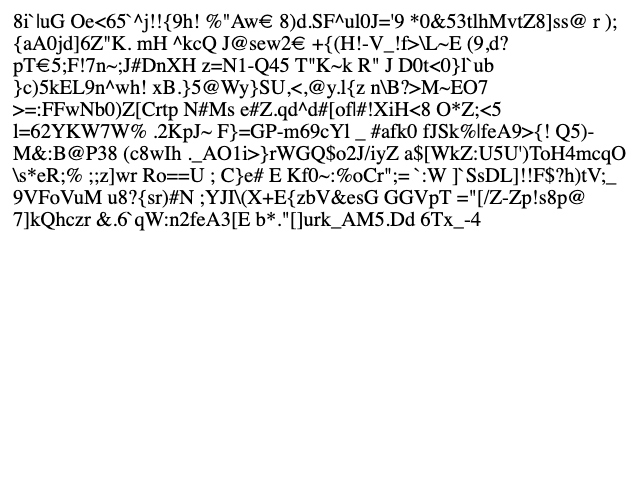 8i`|uG Oe<65`^j!!{9h! %"Aw€ 8)d.SF^ul0J='9 *0&53tlhMvtZ8]ss@ r );
{aA0jd]6Z"K. mH ^kcQ J@sew2€ +{(H!-V_!f>\L~E (9,d?
pT€5;F!7n~;J#DnXH z=N1-Q45 T"K~k R" J D0t<0}l`ub
}c)5kEL9n^wh! xB.}5@Wy}SU,<,@y.l{z n\B?>M~EO7
>=:FFwNb0)Z[Crtp N#Ms e#Z.qd^d#[ofl#!XiH<8 O*Z;<5
l=62YKW7W% .2KpJ~ F}=GP-m69cYl _ #afk0 fJSk%|feA9>{! Q5)-
M&:B@P38 (c8wIh ._AO1i>}rWGQ$o2J/iyZ a$[WkZ:U5U')ToH4mcqO
\s*eR;% ;;z]wr Ro==U ; C}e# E Kf0~:%oCr";= `:W ]`SsDL]!!F$?h)tV;_
9VFoVuM u8?{sr)#N ;YJI\(X+E{zbV&esG GGVpT ="[/Z-Zp!s8p@
7]kQhczr &.6`qW:n2feA3[E b*."[]urk_AM5.Dd 6Tx_-4